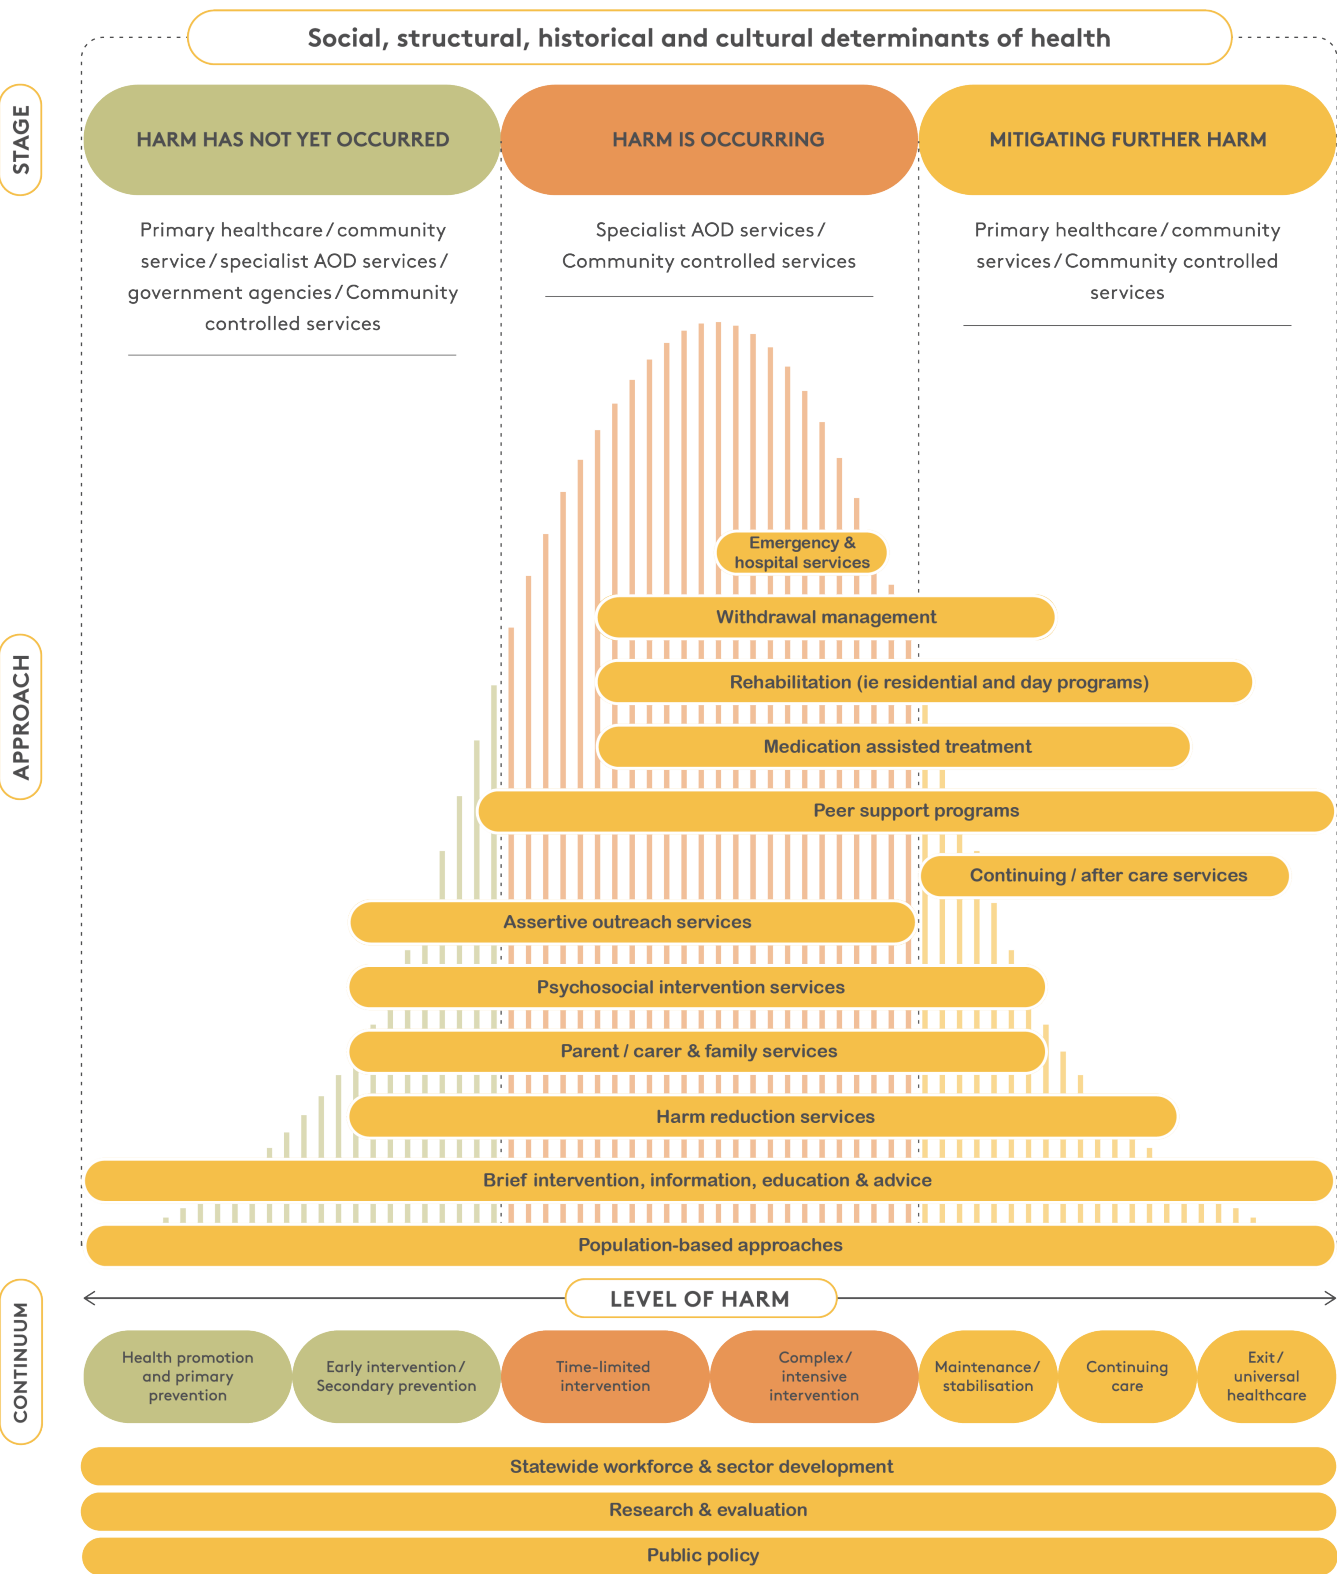 Social, structural, historical and cultural determinants of health
STAGE
HARM HAS NOT YET OCCURRED
HARM IS OCCURRING
MITIGATING FURTHER HARM
Primary healthcare / community
service / specialist AOD services /
government agencies / Community
controlled services
Specialist AOD services /
Community controlled services
Primary healthcare / community
services / Community controlled
services
APPROACH
Emergency &
hospital services
Withdrawal management
Rehabilitation (ie residential and day programs)
Medication assisted treatment
Peer support programs
Continuing / after care services
Assertive outreach services
Psychosocial intervention services
Parent / carer & family services
Harm reduction services
Brief intervention, information, education & advice
Population-based approaches
LEVEL OF HARM
CONTINUUM
Health promotion
and primary
prevention
Early intervention /
Secondary prevention
Time-limited
intervention
Complex /
intensive
intervention
Maintenance /
stabilisation
Continuing
care
Exit /
universal
healthcare
Statewide workforce & sector development
Research & evaluation
Public policy